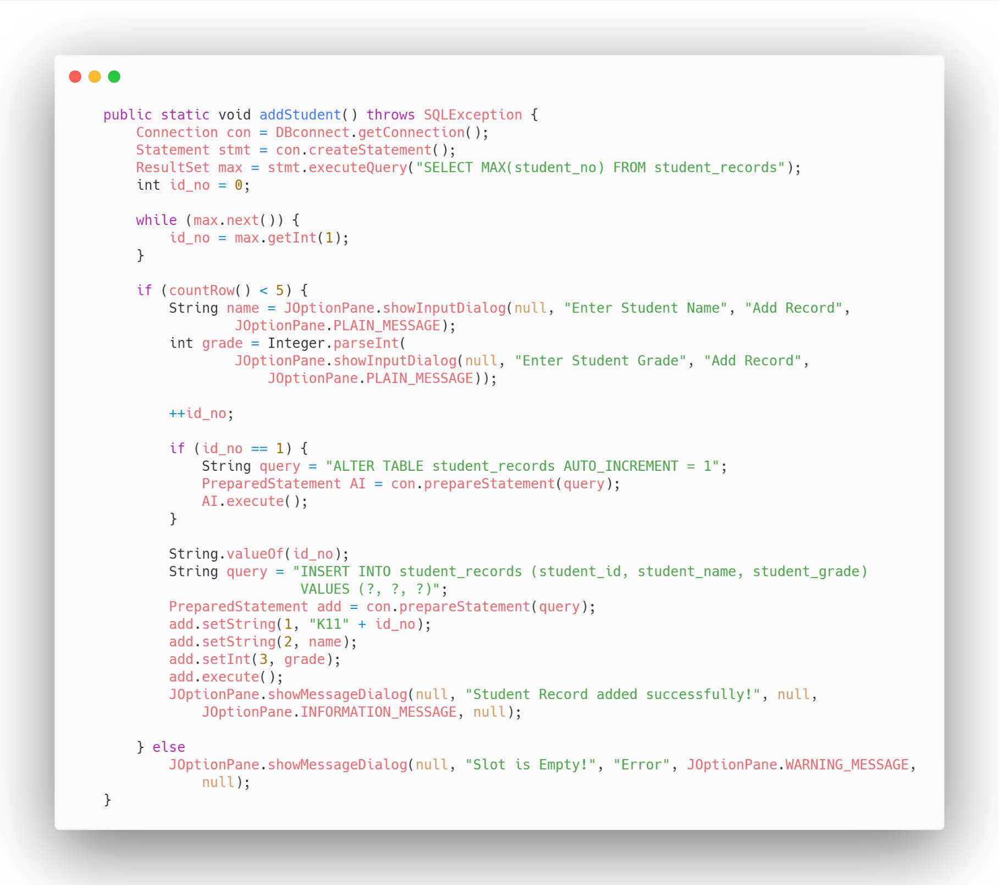 public static void addStudent() throws SQLException {
    Connection con = DBconnect.getConnection();
    Statement stmt = con.createStatement();
    ResultSet max = stmt.executeQuery("SELECT MAX(student_no) FROM student_records");
    int id_no = 0;

    while (max.next()) {
        id_no = max.getInt(1);
    }

    if (countRow() < 5) {
        String name = JOptionPane.showInputDialog(null, "Enter Student Name", "Add Record",
                JOptionPane.PLAIN_MESSAGE);
        int grade = Integer.parseInt(
                JOptionPane.showInputDialog(null, "Enter Student Grade", "Add Record",
                    JOptionPane.PLAIN_MESSAGE));

        ++id_no;

        if (id_no == 1) {
            String query = "ALTER TABLE student_records AUTO_INCREMENT = 1";
            PreparedStatement AI = con.prepareStatement(query);
            AI.execute();
        }

        String.valueOf(id_no);
        String query = "INSERT INTO student_records (student_id, student_name, student_grade)
                        VALUES (?, ?, ?)";
        PreparedStatement add = con.prepareStatement(query);
        add.setString(1, "K11" + id_no);
        add.setString(2, name);
        add.setInt(3, grade);
        add.execute();
        JOptionPane.showMessageDialog(null, "Student Record added successfully!", null,
            JOptionPane.INFORMATION_MESSAGE, null);

    } else
        JOptionPane.showMessageDialog(null, "Slot is Empty!", "Error", JOptionPane.WARNING_MESSAGE,
            null);
}